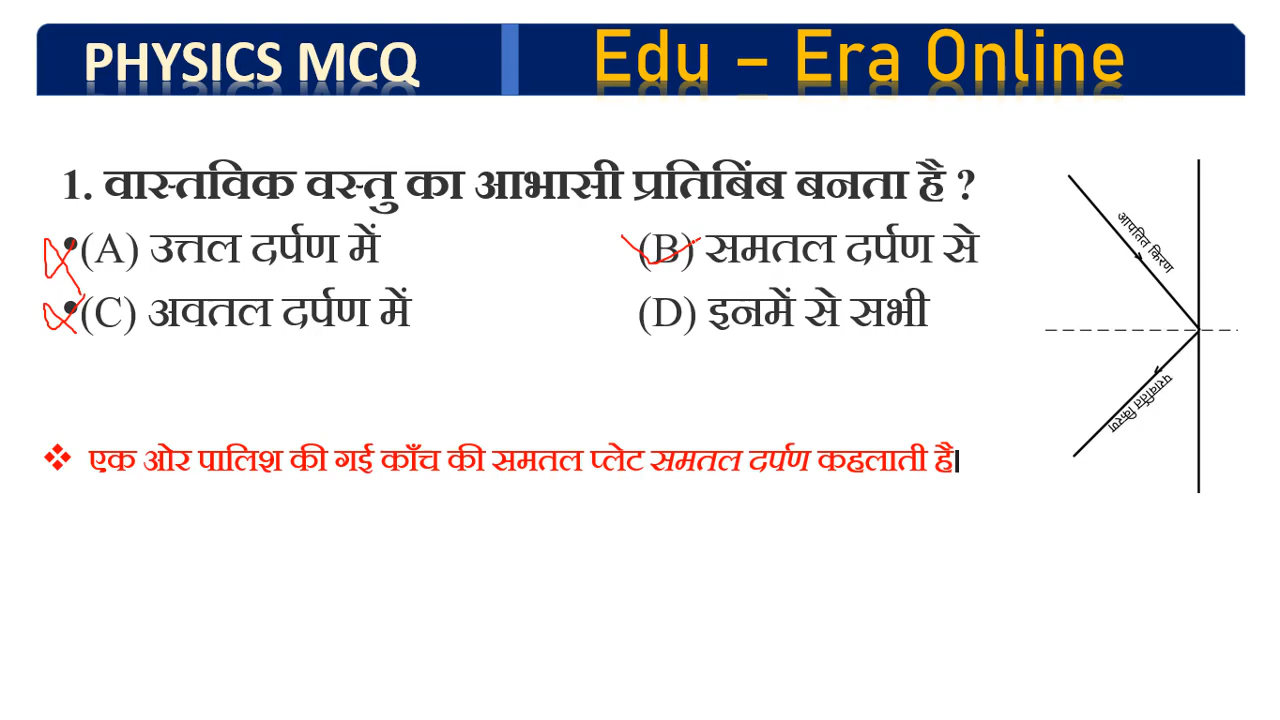 PHYSICS MCQ
Edu – Era Online
1. वास्तविक वस्तु का आभासी प्रतिबिंब बनता है ?
•(A) उत्तल दर्पण में (B) समतल दर्पण से
•(C) अवतल दर्पण में (D) इनमें से सभी
आपतित किरण
परावर्तित किरण
❖ एक ओर पालिश की गई काँच की समतल प्लेट समतल दर्पण कहलाती है